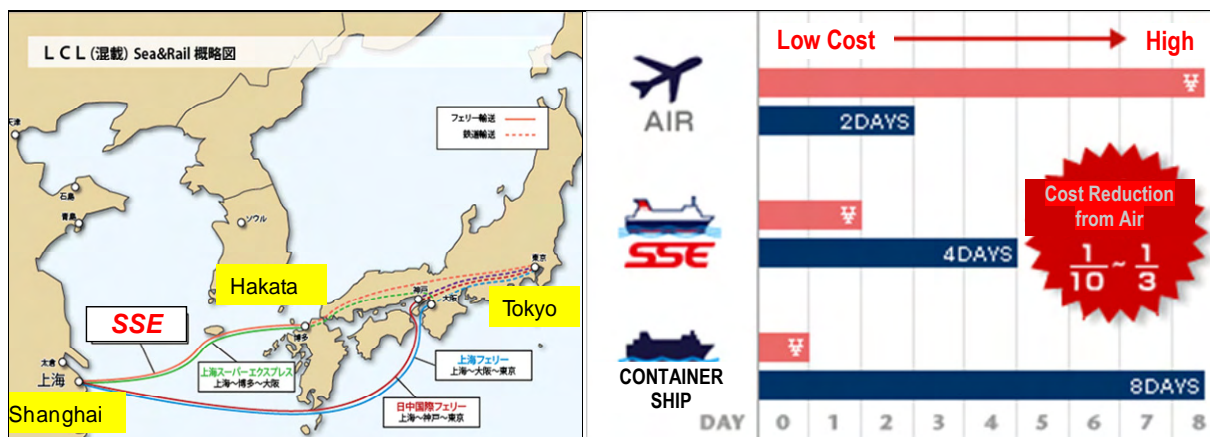 LCL(混載) Sea&Rail 概略図
フェリー輸送
鉄道輸送
天津
石島
青島
ソウル
東京
Hakata
神戸
大阪
Tokyo
SSE
博多
太倉
上海スーパーエクスプレス
上海~博多~大阪
上海フェリー
上海~大阪~東京
上海
日中国際フェリー
上海~神戸~東京
Shanghai
Low Cost
High
¥
AIR
2DAYS
Cost Reduction
from Air
1/10 ~ 1/3
¥
SSE
4DAYS
¥
CONTAINER
SHIP
8DAYS
DAY 0 1 2 3 4 5 6 7 8